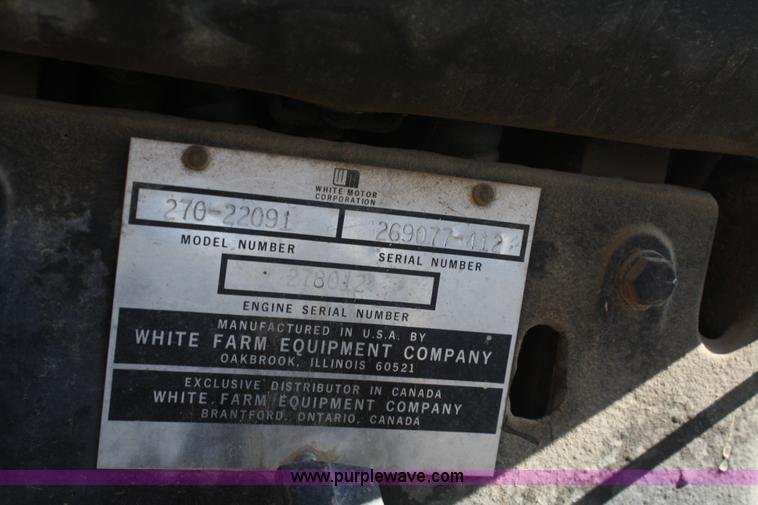 WHITE MOTOR
CORPORATION
270-22091 269077-412
MODEL NUMBER SERIAL NUMBER
278012
ENGINE SERIAL NUMBER
MANUFACTURED IN U.S.A. BY
WHITE FARM EQUIPMENT COMPANY
OAKBROOK, ILLINOIS 60521
EXCLUSIVE DISTRIBUTOR IN CANADA
WHITE FARM EQUIPMENT COMPANY
BRANTFORD, ONTARIO, CANADA
www.purplewave.com